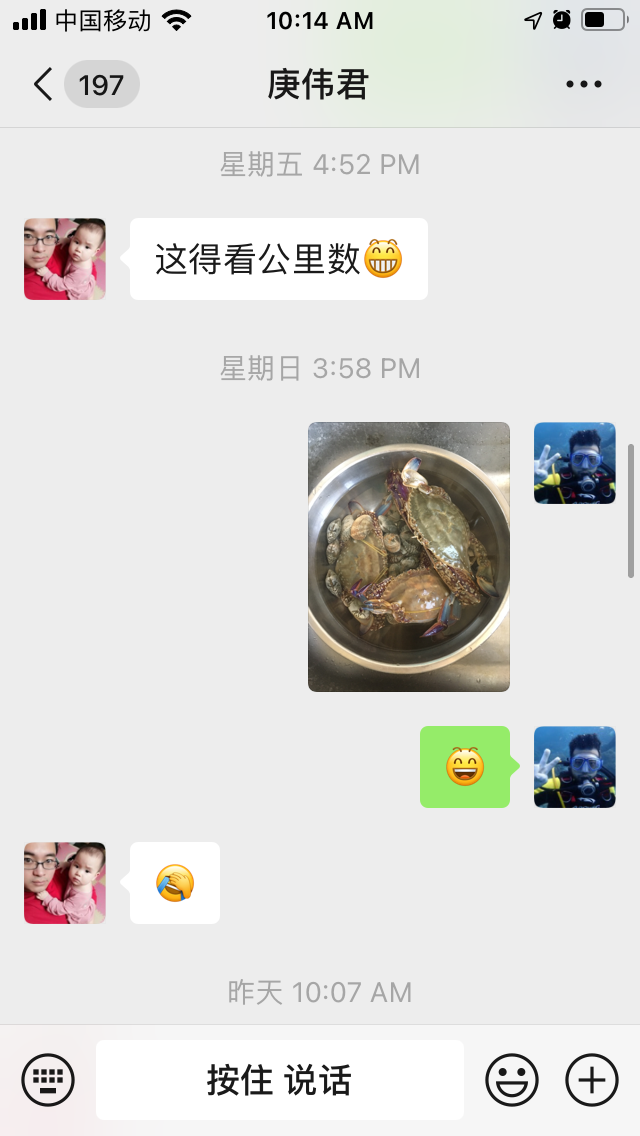 中国移动 10:14 AM
197 庚伟君
星期五 4:52 PM
这得看公里数😁
星期日 3:58 PM
😄
🤦
昨天 10:07 AM
按住 说话